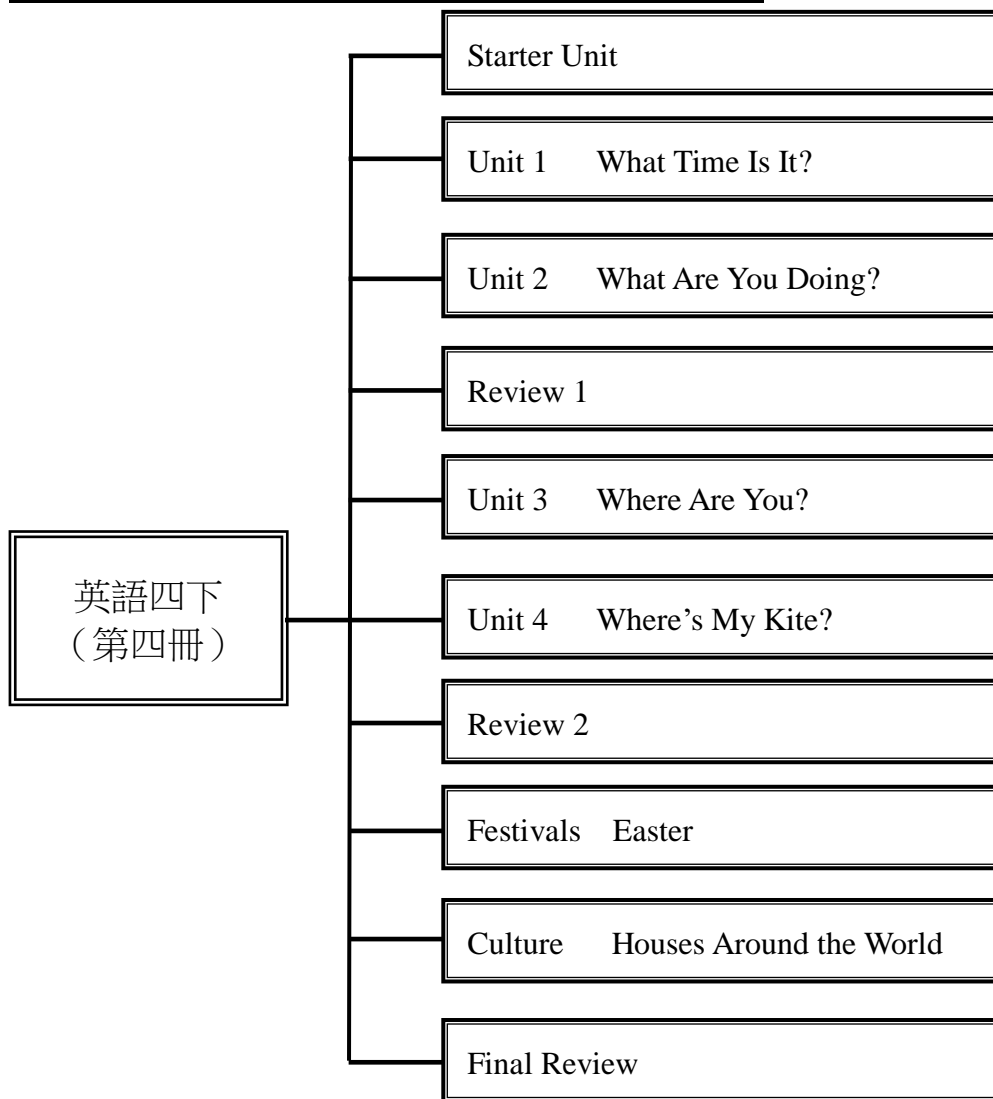 Starter Unit
Unit 1 What Time Is It?
Unit 2 What Are You Doing?
Review 1
Unit 3 Where Are You?
英語四下
（第四冊）
Unit 4 Where’s My Kite?
Review 2
Festivals Easter
Culture Houses Around the World
Final Review